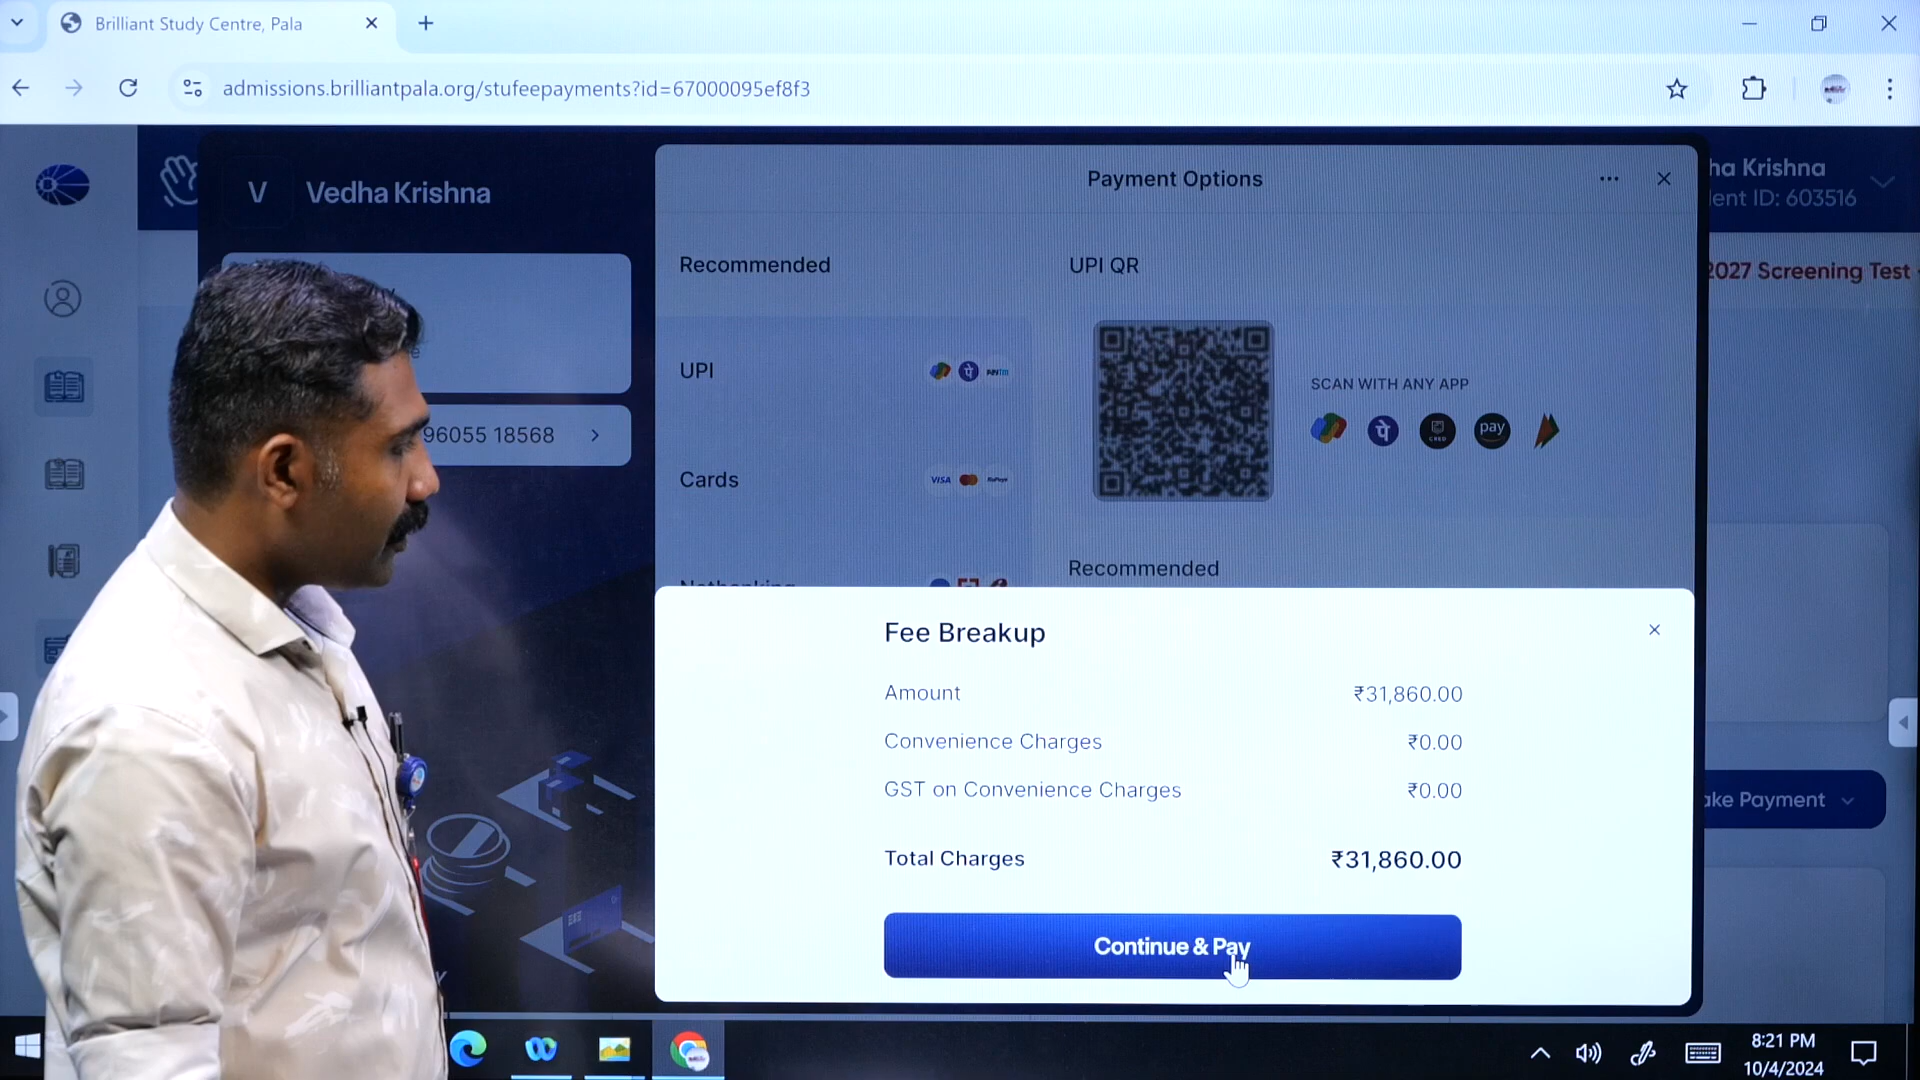 Brilliant Study Centre, Pala
admissions.brilliantpala.org/stufeepayments?id=67000095ef8f3
V Vedha Krishna
Payment Options
ha Krishna
ent ID: 603516
Recommended
UPI QR
2027 Screening Test
UPI
SCAN WITH ANY APP
CRED
pay
96055 18568
Cards
VISA
RuPay
Recommended
Fee Breakup
Amount ₹31,860.00
Convenience Charges ₹0.00
GST on Convenience Charges ₹0.00
ake Payment
Total Charges ₹31,860.00
Continue & Pay
8:21 PM
10/4/2024